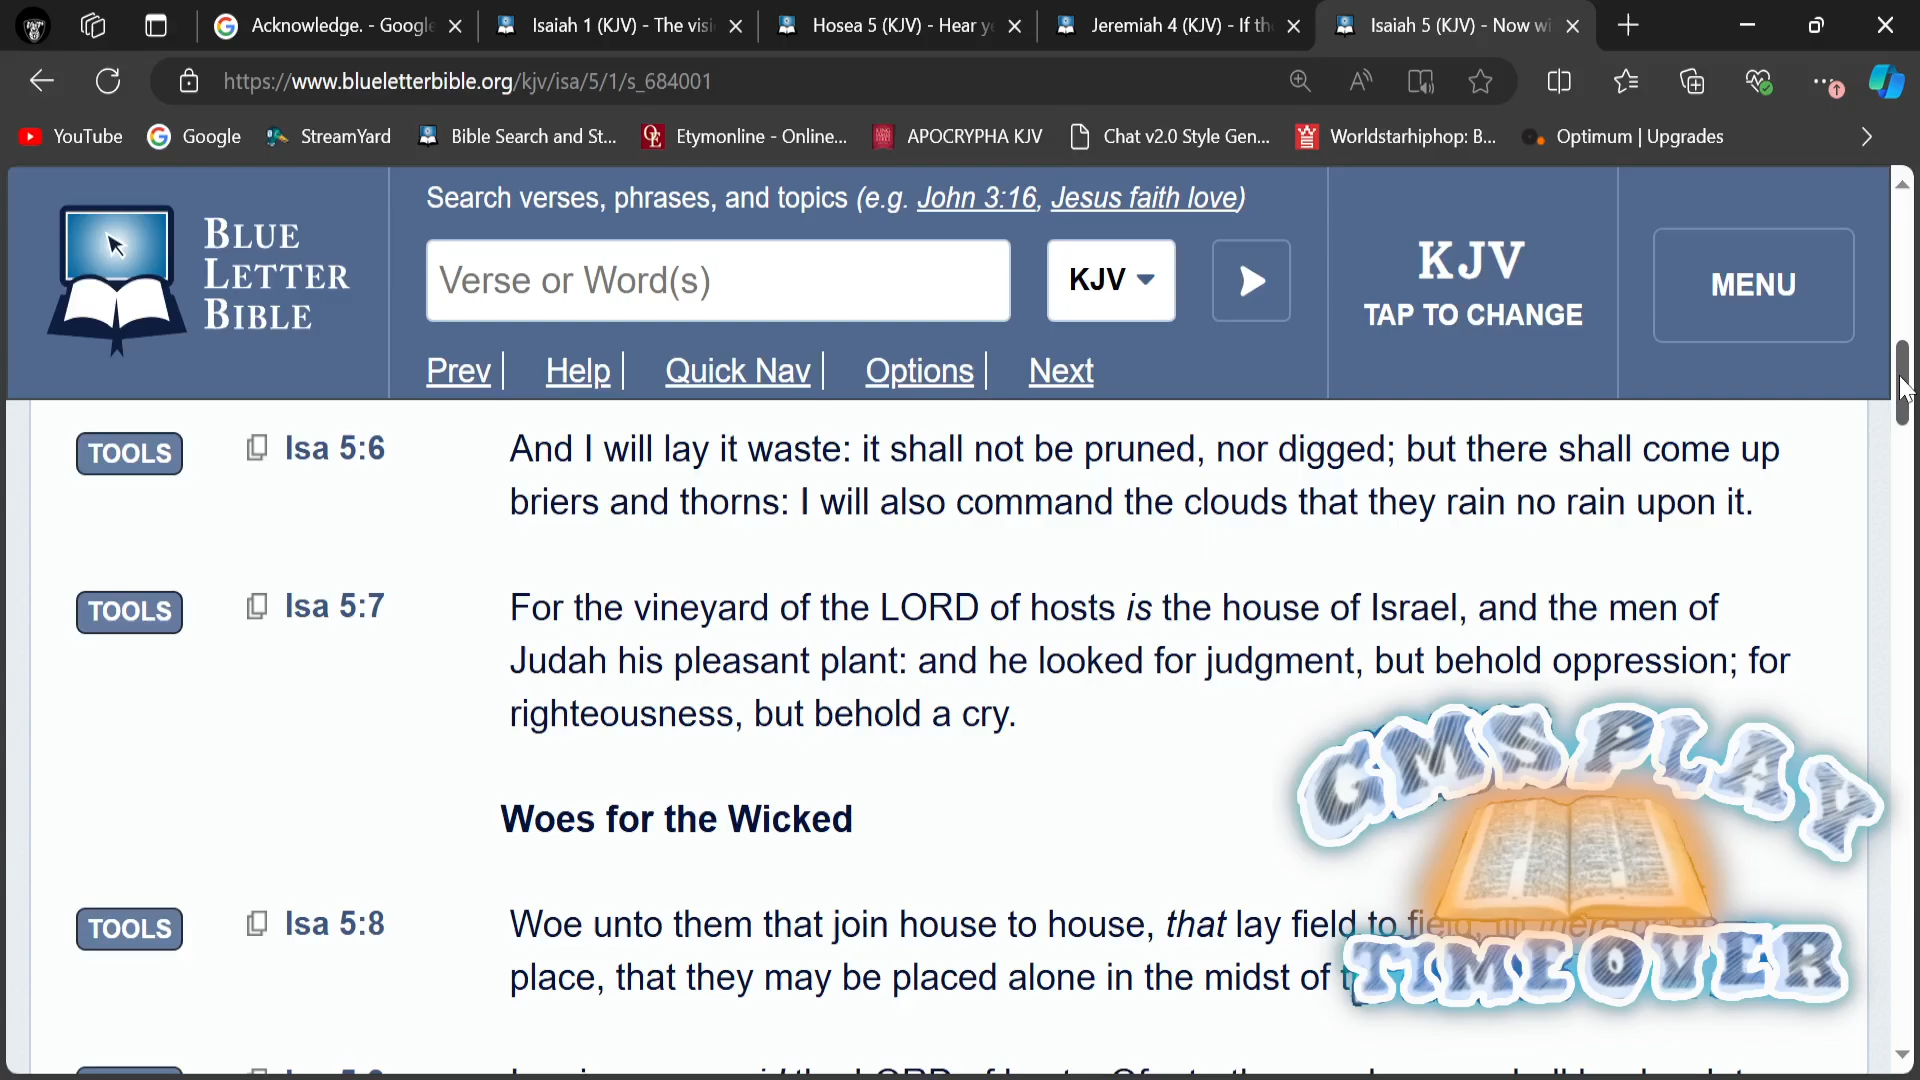 Acknowledge. - Google
Isaiah 1 (KJV) - The visi
Hosea 5 (KJV) - Hear y
Jeremiah 4 (KJV) - If th
Isaiah 5 (KJV) - Now wi
https://www.blueletterbible.org/kjv/isa/5/1/s_684001
YouTube
Google
StreamYard
Bible Search and St...
Etymonline - Online...
APOCRYPHA KJV
Chat v2.0 Style Gen...
Worldstarhiphop: B...
Optimum | Upgrades
BLUE
LETTER
BIBLE
Search verses, phrases, and topics (e.g. John 3:16, Jesus faith love)
Verse or Word(s)
KJV
KJV
TAP TO CHANGE
MENU
Prev
Help
Quick Nav
Options
Next
TOOLS
Isa 5:6
And I will lay it waste: it shall not be pruned, nor digged; but there shall come up
briers and thorns: I will also command the clouds that they rain no rain upon it.
TOOLS
Isa 5:7
For the vineyard of the LORD of hosts is the house of Israel, and the men of
Judah his pleasant plant: and he looked for judgment, but behold oppression; for
righteousness, but behold a cry.
Woes for the Wicked
TOOLS
Isa 5:8
Woe unto them that join house to house, that lay field to field,
place, that they may be placed alone in the midst of
GMS PLAY
TIME OVER